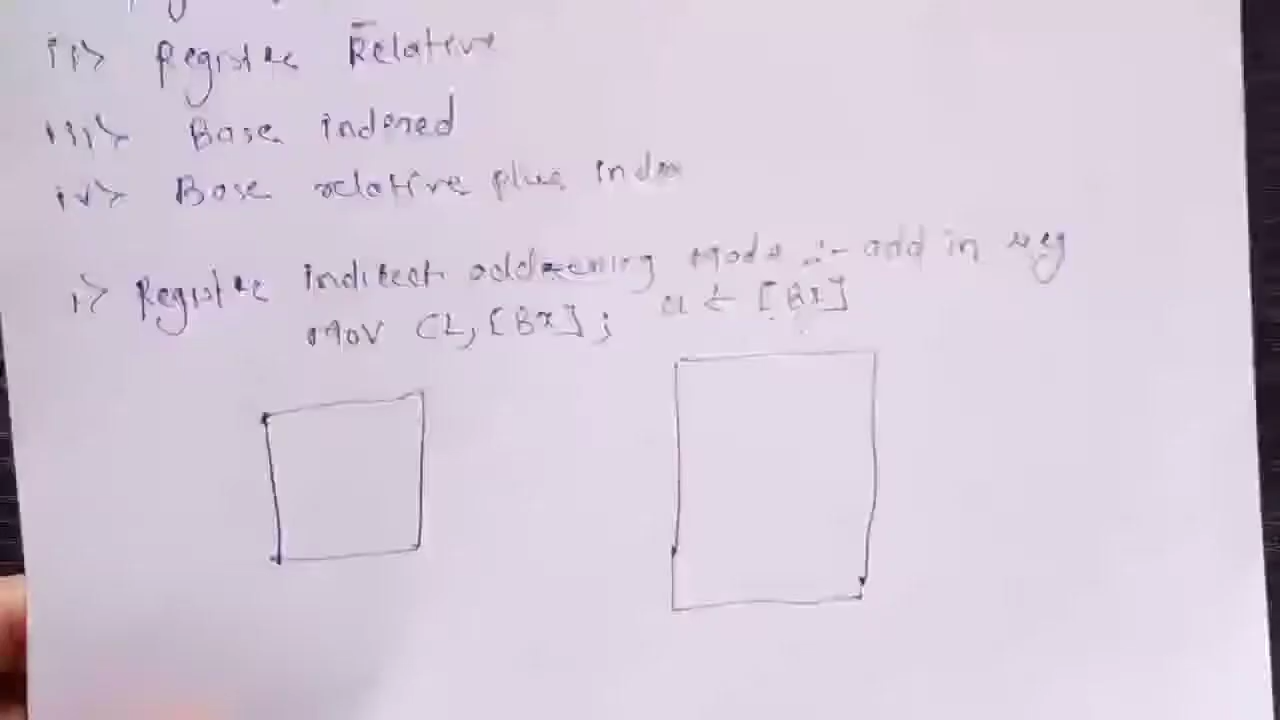 ii> Register Relative
iii> Base indexed
iv> Base relative plus index
i> Register indirect addressing mode :- add in reg
MOV CL, [BX]; CL ← [BX]